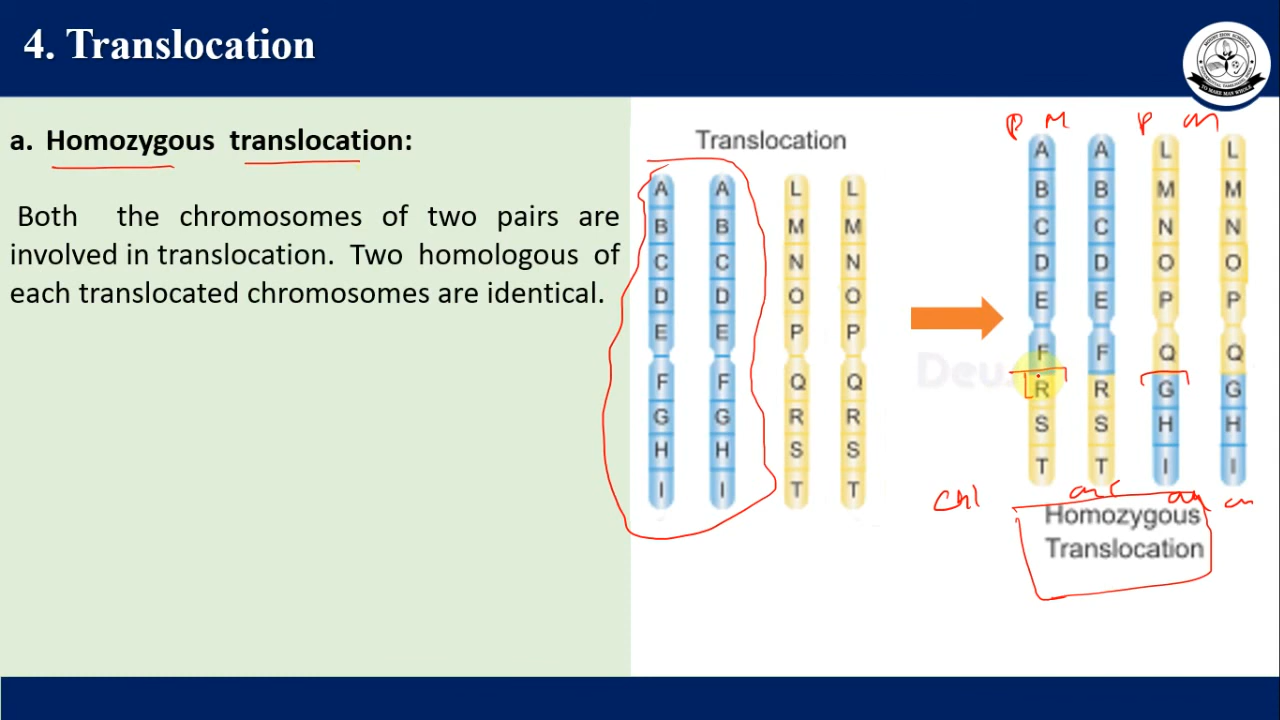 4. Translocation
a. Homozygous translocation:
Both the chromosomes of two pairs are
involved in translocation. Two homologous of
each translocated chromosomes are identical.
Translocation
A A L L
B B M M
C C N N
D D O O
E E P P
F F Q Q
G G R R
H H S S
I I T T
P M P M
A A L L
B B M M
C C N N
D D O O
E E P P
F F Q Q
R R G G
S S H H
T T I I
Homozygous
Translocation